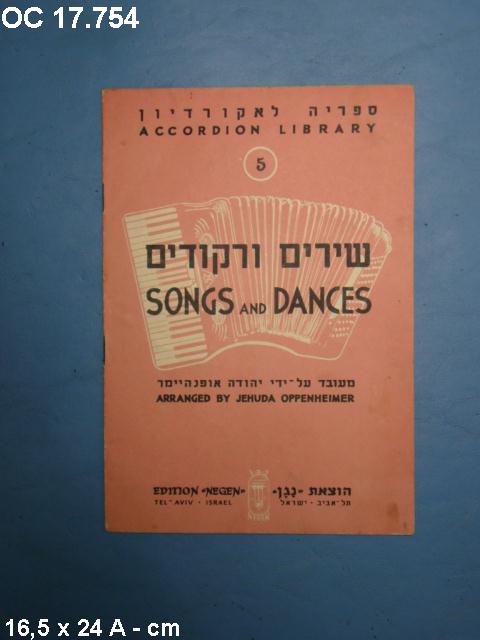 OC 17.754
ספריה לאקורדיון
ACCORDION LIBRARY
5
שירים ורקודים
SONGS AND DANCES
מעובד על-ידי יהודה אופנהיימר
ARRANGED BY JEHUDA OPPENHEIMER
EDITION «NEGEN» הוצאת «נָגֶן»
TEL-AVIV · ISRAEL תל-אביב · ישראל
NEGEN
16,5 x 24 A - cm